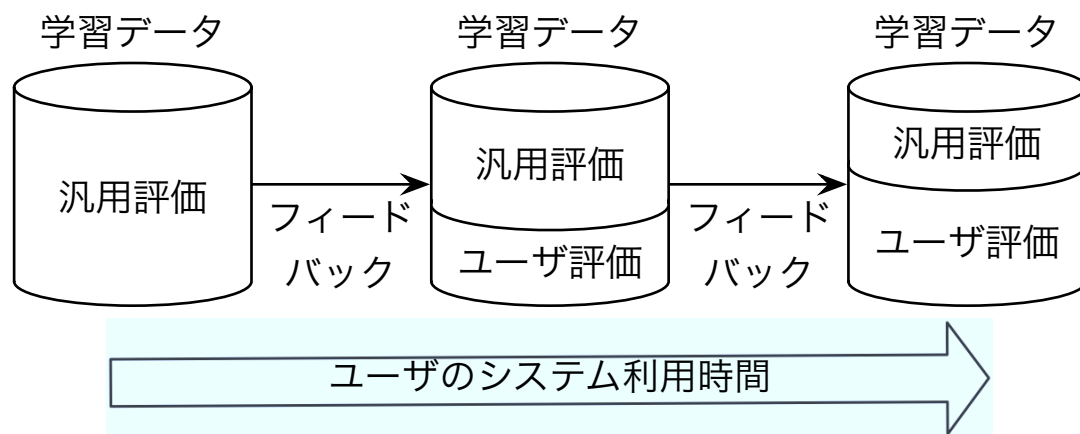 学習データ
学習データ
学習データ
汎用評価
汎用評価
汎用評価
フィード
バック
ユーザ評価
フィード
バック
ユーザ評価
ユーザのシステム利用時間